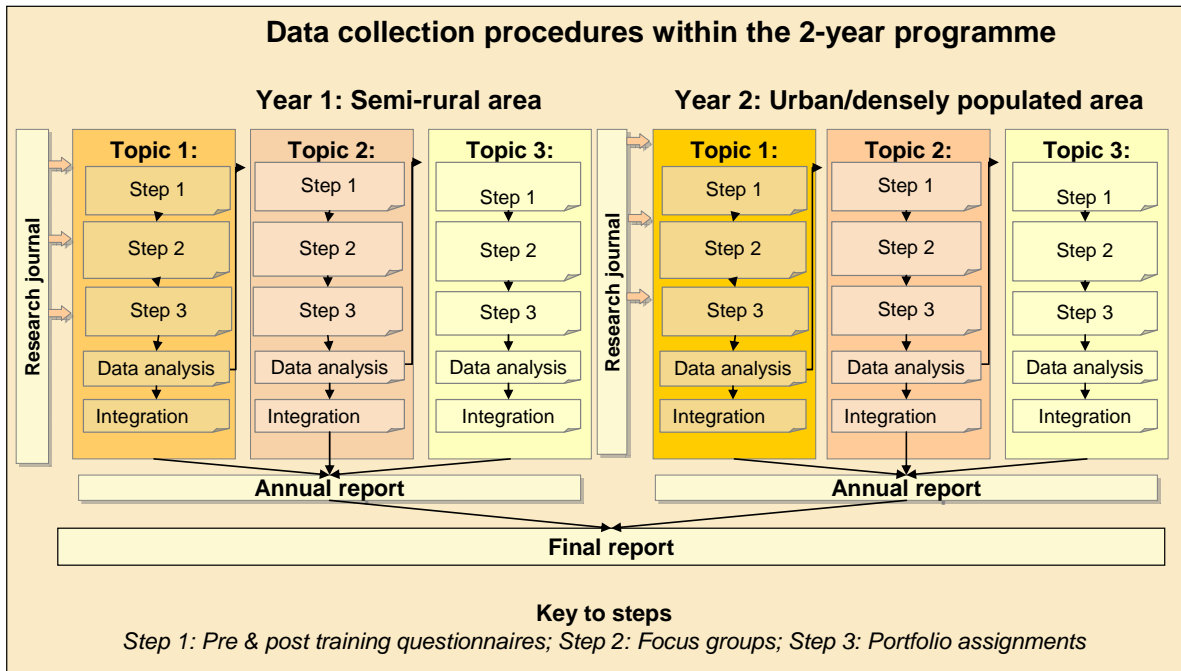 Data collection procedures within the 2-year programme
Year 1: Semi-rural area
Research journal
Topic 1:
Step 1
Step 2
Step 3
Data analysis
Integration
Topic 2:
Step 1
Step 2
Step 3
Data analysis
Integration
Topic 3:
Step 1
Step 2
Step 3
Data analysis
Integration
Annual report
Year 2: Urban/densely populated area
Research journal
Topic 1:
Step 1
Step 2
Step 3
Data analysis
Integration
Topic 2:
Step 1
Step 2
Step 3
Data analysis
Integration
Topic 3:
Step 1
Step 2
Step 3
Data analysis
Integration
Annual report
Final report
Key to steps
Step 1: Pre & post training questionnaires; Step 2: Focus groups; Step 3: Portfolio assignments